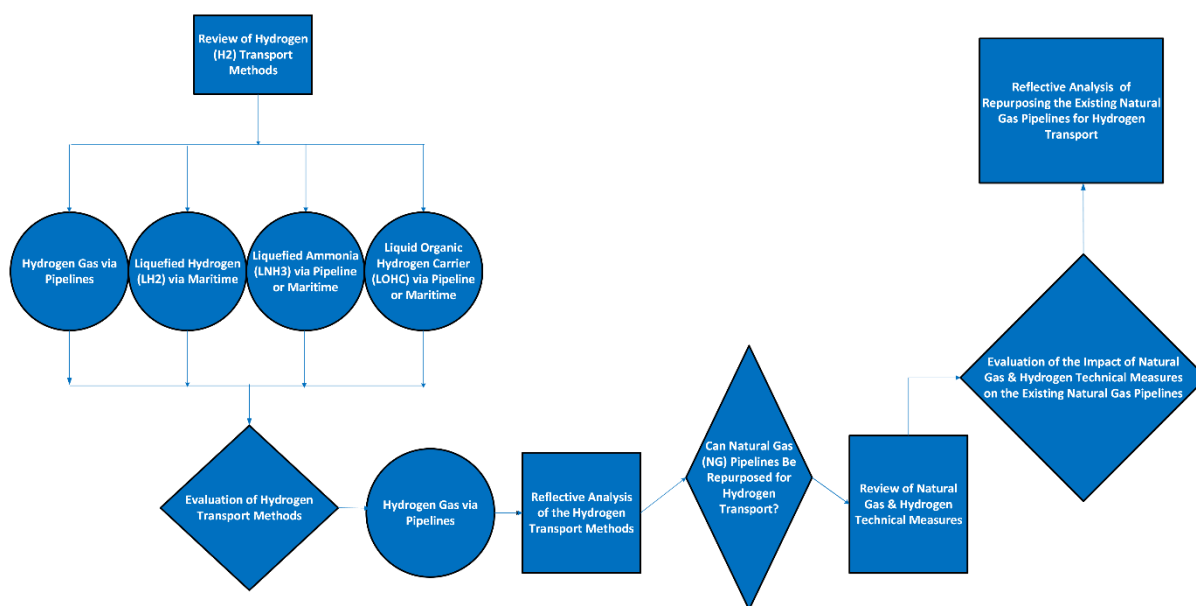 Review of Hydrogen
(H2) Transport
Methods
Hydrogen Gas via
Pipelines
Liquefied Hydrogen
(LH2) via Maritime
Liquefied Ammonia
(LNH3) via Pipeline
or Maritime
Liquid Organic
Hydrogen Carrier
(LOHC) via Pipeline
or Maritime
Evaluation of Hydrogen
Transport Methods
Hydrogen Gas via
Pipelines
Reflective Analysis
of the Hydrogen
Transport Methods
Can Natural Gas
(NG) Pipelines Be
Repurposed for
Hydrogen
Transport?
Review of Natural
Gas & Hydrogen
Technical Measures
Evaluation of the Impact of Natural
Gas & Hydrogen Technical Measures
on the Existing Natural Gas Pipelines
Reflective Analysis of
Repurposing the Existing Natural
Gas Pipelines for Hydrogen
Transport